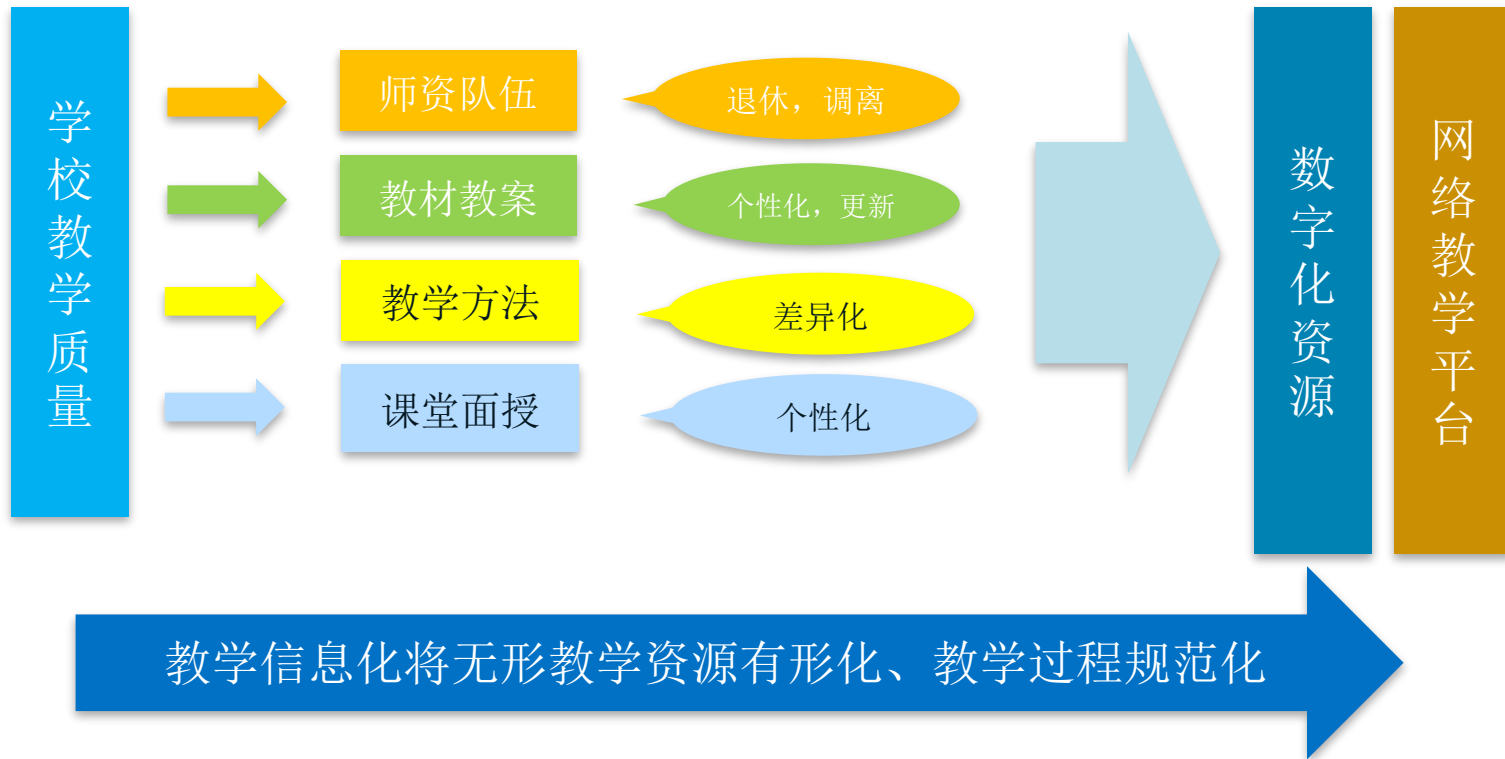 学校教学质量
师资队伍
退休，调离
教材教案
个性化，更新
教学方法
差异化
课堂面授
个性化
数字化资源
网络教学平台
教学信息化将无形教学资源有形化、教学过程规范化